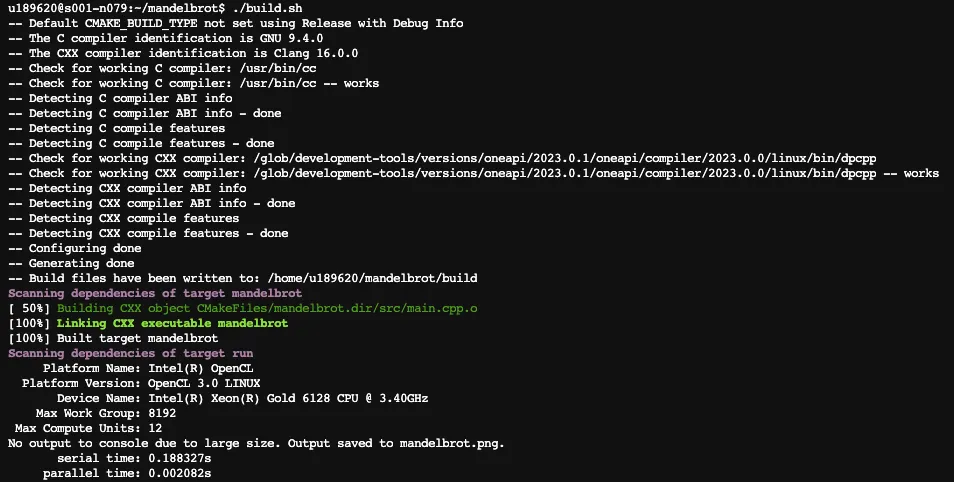 u189620@s001-n079:~/mandelbrot$ ./build.sh
-- Default CMAKE_BUILD_TYPE not set using Release with Debug Info
-- The C compiler identification is GNU 9.4.0
-- The CXX compiler identification is Clang 16.0.0
-- Check for working C compiler: /usr/bin/cc
-- Check for working C compiler: /usr/bin/cc -- works
-- Detecting C compiler ABI info
-- Detecting C compiler ABI info - done
-- Detecting C compile features
-- Detecting C compile features - done
-- Check for working CXX compiler: /glob/development-tools/versions/oneapi/2023.0.1/oneapi/compiler/2023.0.0/linux/bin/dpcpp
-- Check for working CXX compiler: /glob/development-tools/versions/oneapi/2023.0.1/oneapi/compiler/2023.0.0/linux/bin/dpcpp -- works
-- Detecting CXX compiler ABI info
-- Detecting CXX compiler ABI info - done
-- Detecting CXX compile features
-- Detecting CXX compile features - done
-- Configuring done
-- Generating done
-- Build files have been written to: /home/u189620/mandelbrot/build
Scanning dependencies of target mandelbrot
[ 50%] Building CXX object CMakeFiles/mandelbrot.dir/src/main.cpp.o
[100%] Linking CXX executable mandelbrot
[100%] Built target mandelbrot
Scanning dependencies of target run
Platform Name: Intel(R) OpenCL
Platform Version: OpenCL 3.0 LINUX
Device Name: Intel(R) Xeon(R) Gold 6128 CPU @ 3.40GHz
Max Work Group: 8192
Max Compute Units: 12
No output to console due to large size. Output saved to mandelbrot.png.
serial time: 0.188327s
parallel time: 0.002082s